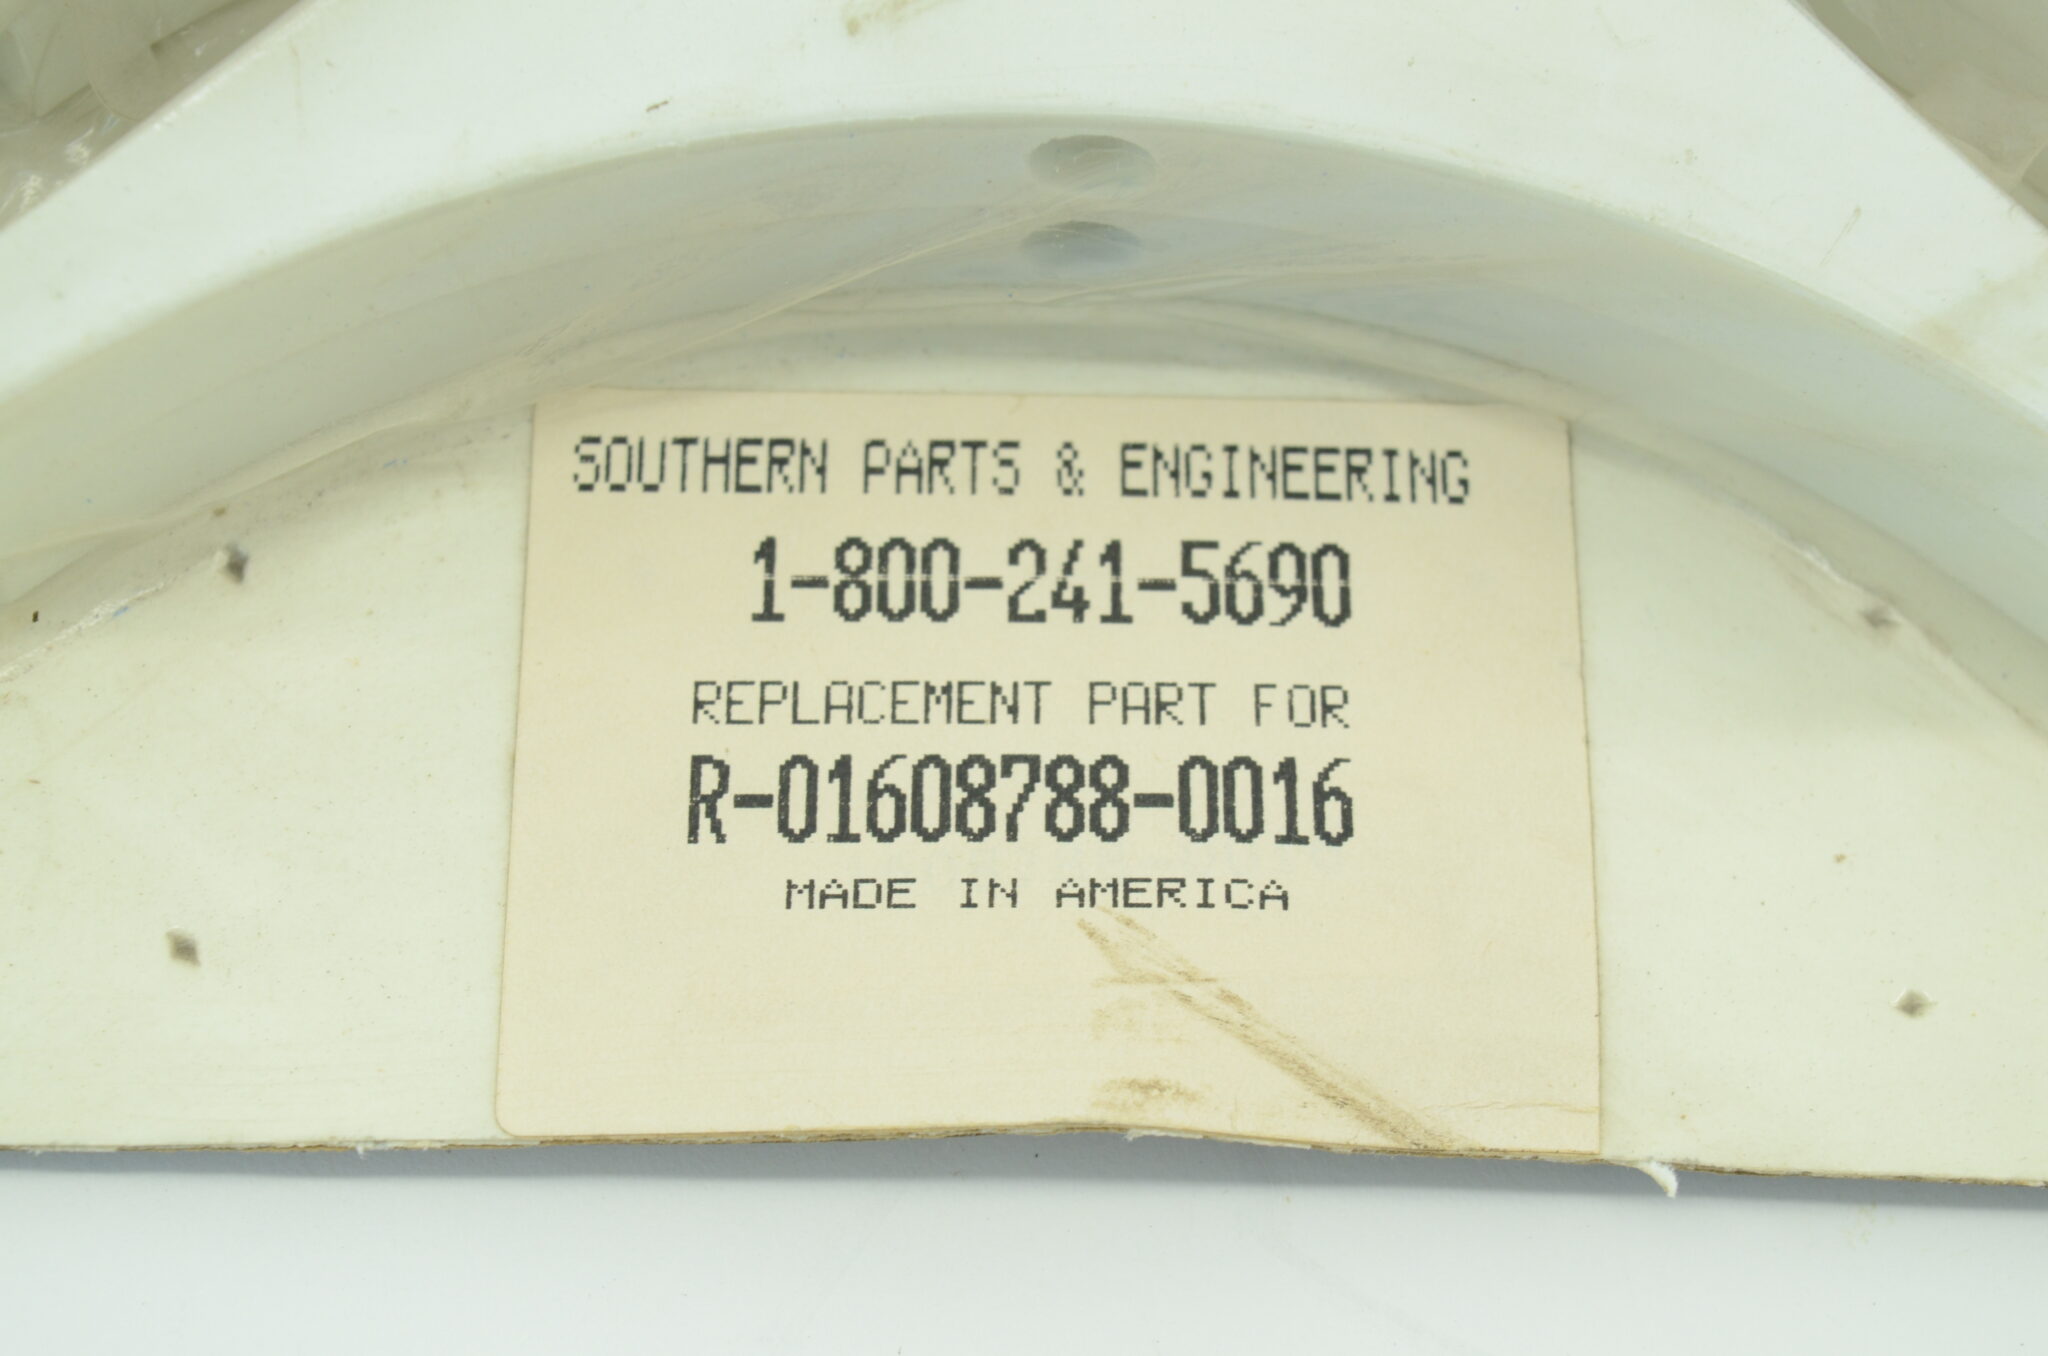 SOUTHERN PARTS & ENGINEERING
1-800-241-5690
REPLACEMENT PART FOR
R-01608788-0016
MADE IN AMERICA